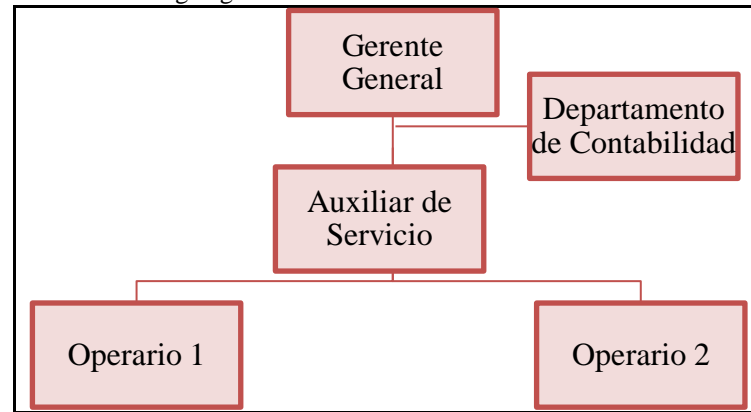 Gerente
General
Departamento
de Contabilidad
Auxiliar de
Servicio
Operario 1
Operario 2